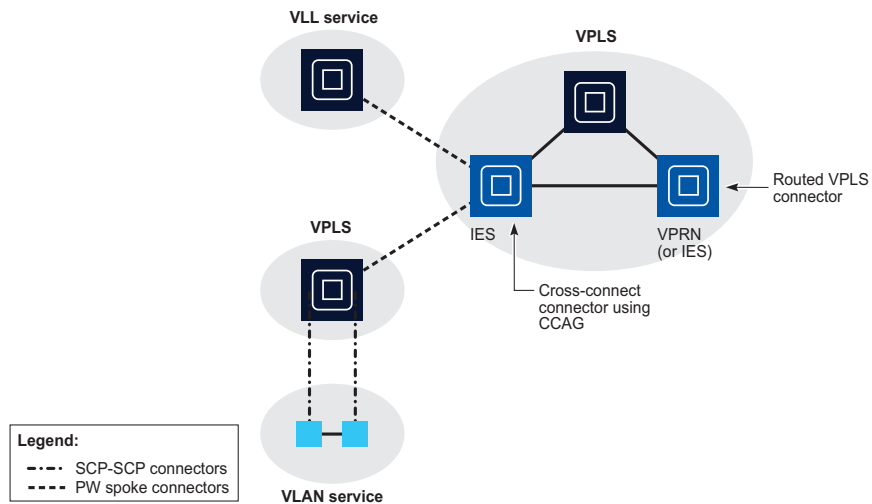 VLL service
VPLS
Routed VPLS
connector
IES
VPRN
(or IES)
VPLS
Cross-connect
connector using
CCAG
Legend:
SCP-SCP connectors
PW spoke connectors
VLAN service